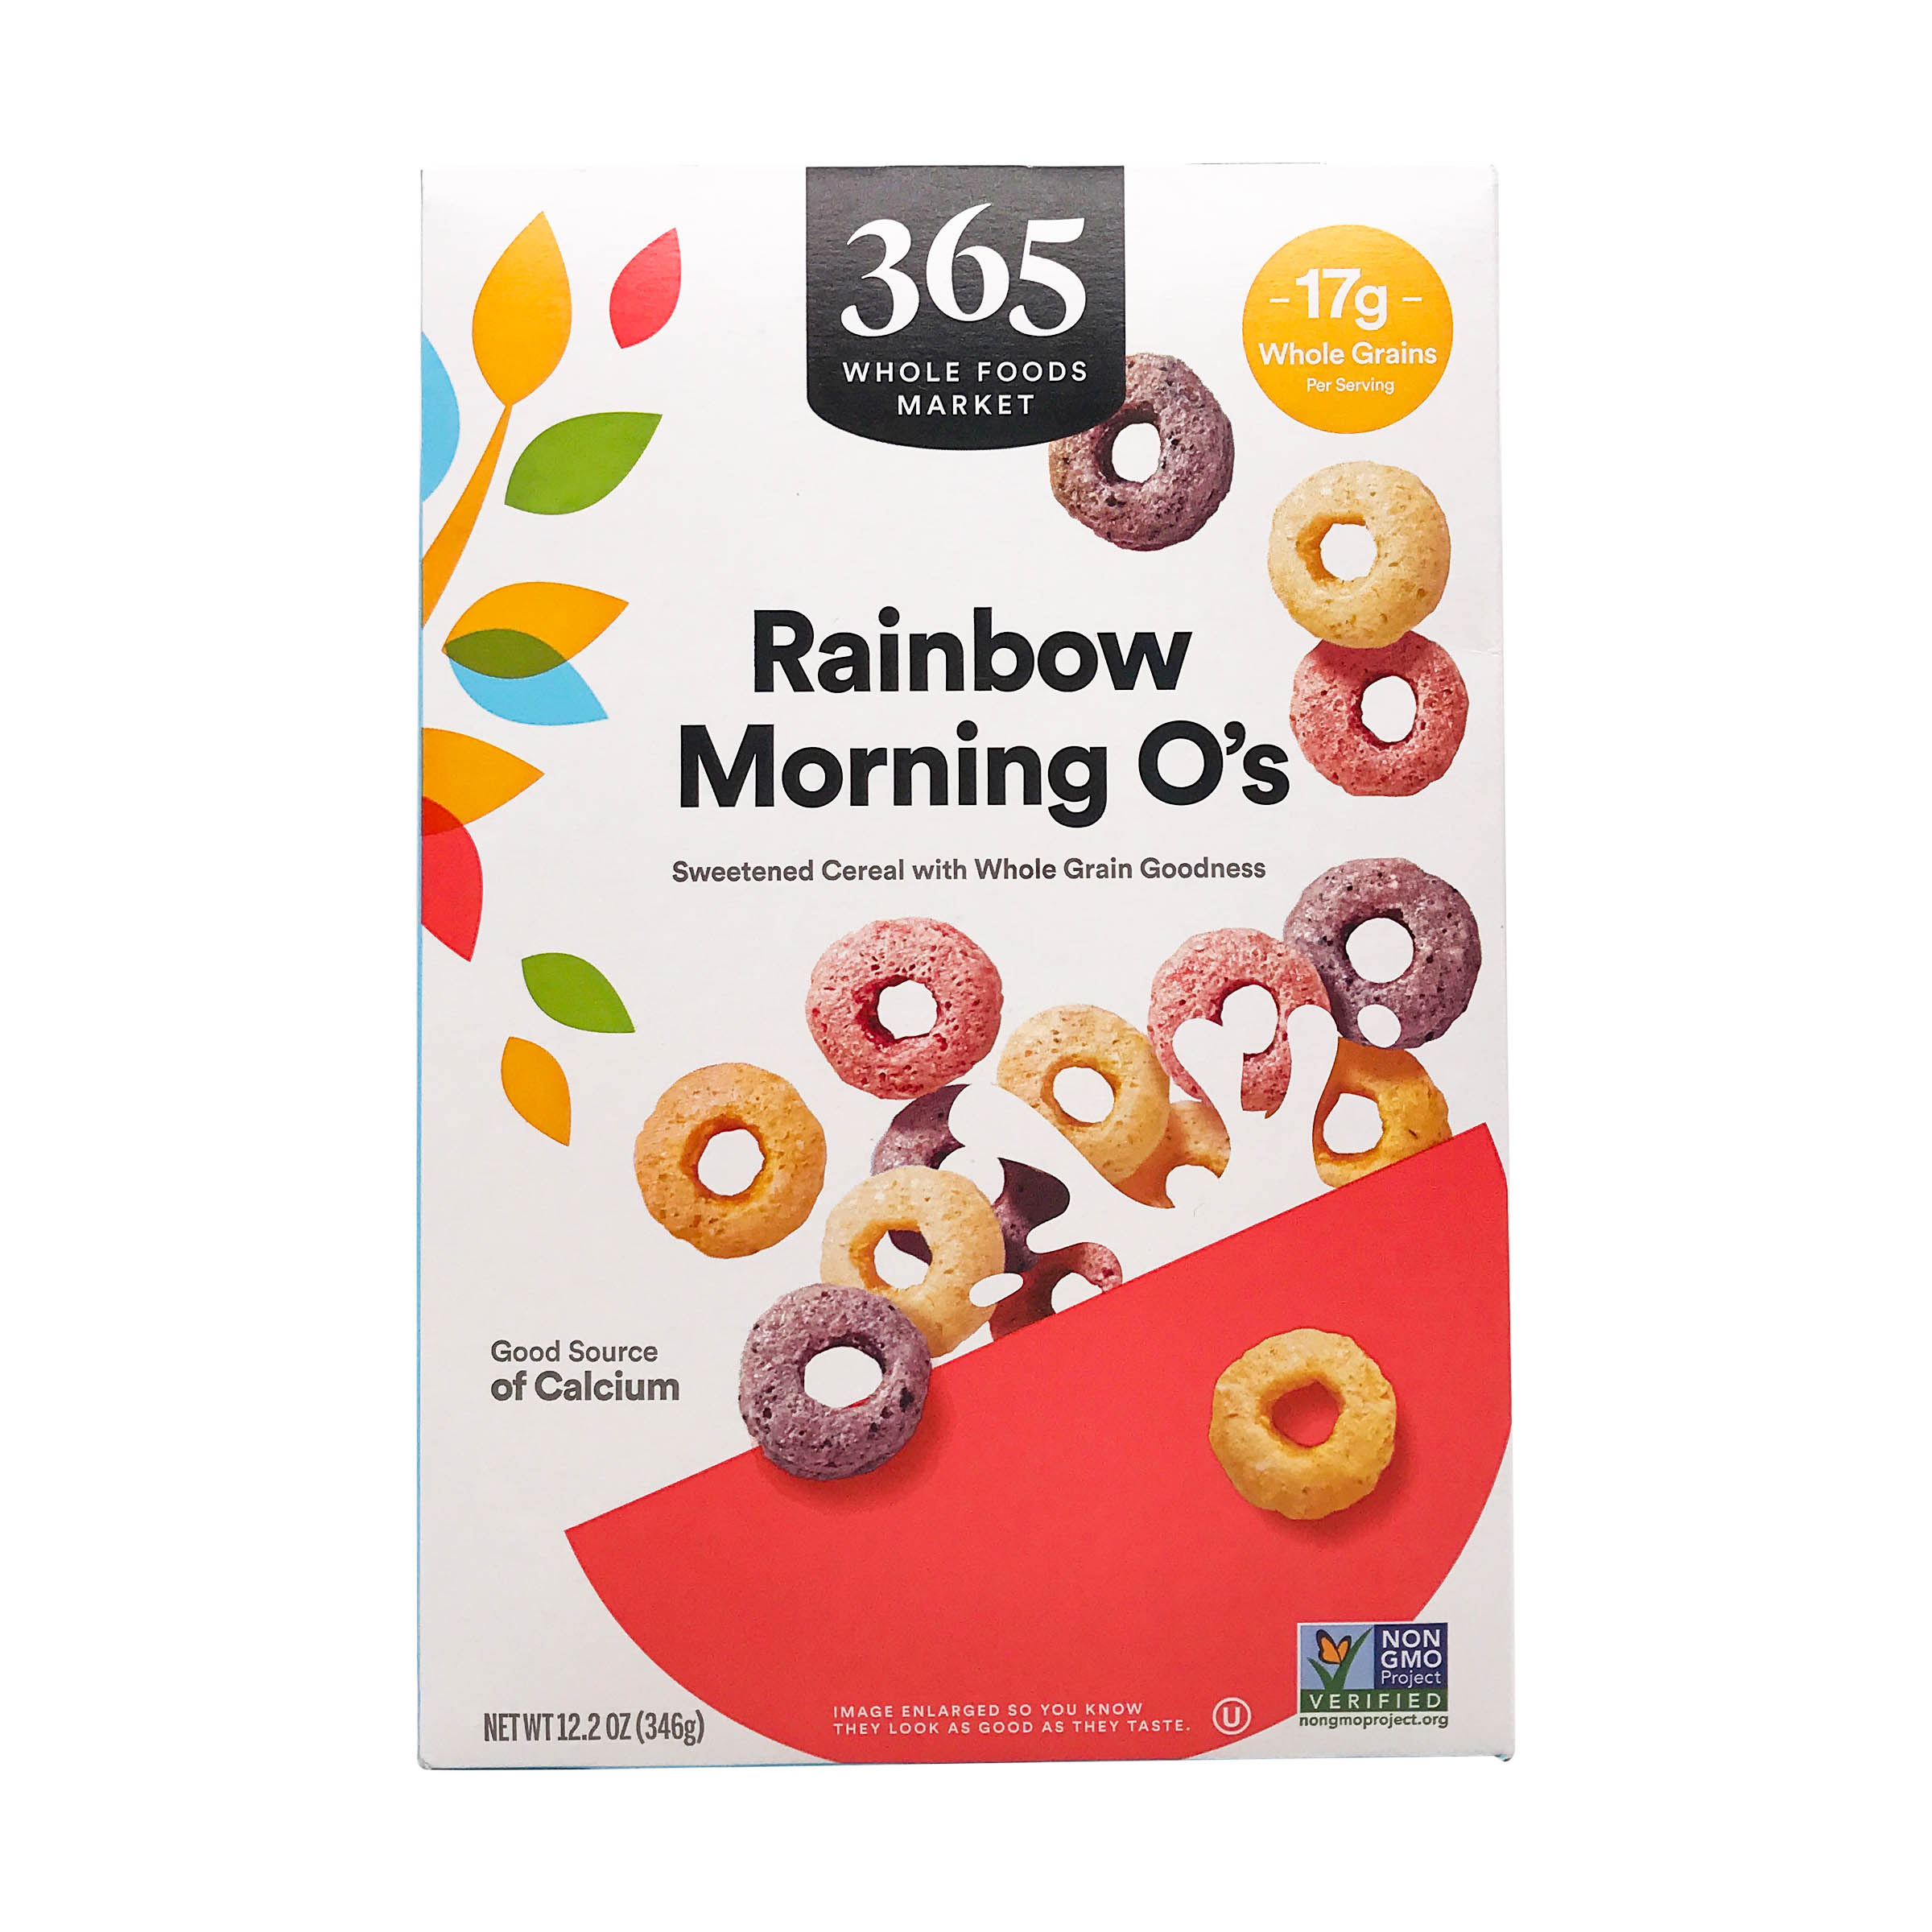 365
WHOLE FOODS
MARKET
-17g-
Whole Grains
Per Serving
Rainbow
Morning O's
Sweetened Cereal with Whole Grain Goodness
Good Source
of Calcium
NET WT 12.2 OZ (346g)
IMAGE ENLARGED SO YOU KNOW
THEY LOOK AS GOOD AS THEY TASTE.
U
NON
GMO
Project
VERIFIED
nongmoproject.org